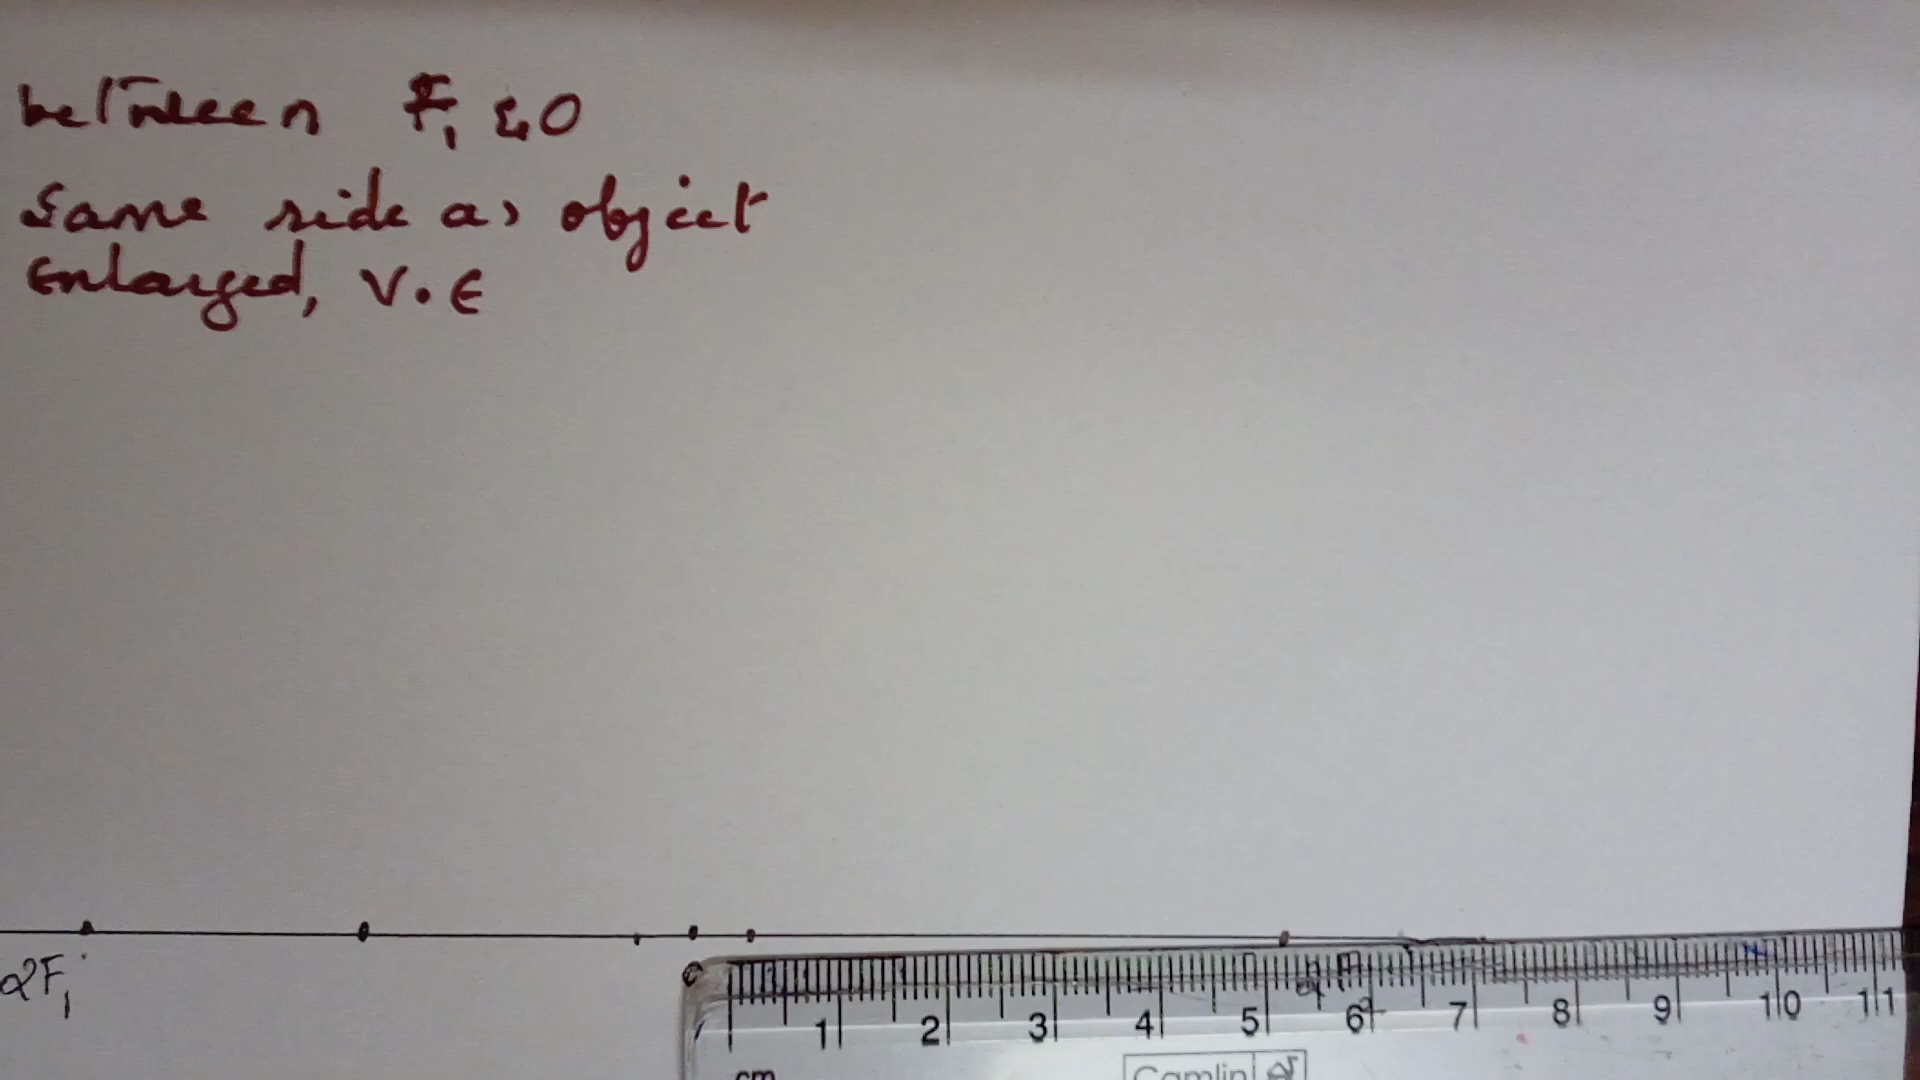 between F₁ & O
Same side as object
Enlarged, V.E
2F₁
1 2 3 4 5 6 7 8 9 10 11
cm
Camlin